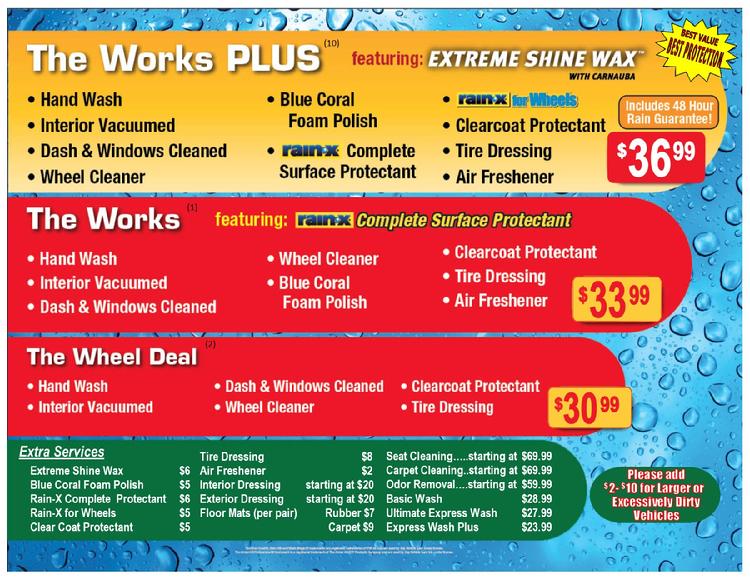 The Works PLUS (10) featuring: EXTREME SHINE WAX™
WITH CARNAUBA
BEST VALUE
BEST PROTECTION
• Hand Wash
• Interior Vacuumed
• Dash & Windows Cleaned
• Wheel Cleaner
• Blue Coral
Foam Polish
• rain-x Complete
Surface Protectant
• rain-x for Wheels
• Clearcoat Protectant
• Tire Dressing
• Air Freshener
Includes 48 Hour
Rain Guarantee!
$36 99
The Works (1) featuring: rain-x Complete Surface Protectant
• Hand Wash
• Interior Vacuumed
• Dash & Windows Cleaned
• Wheel Cleaner
• Blue Coral
Foam Polish
• Clearcoat Protectant
• Tire Dressing
• Air Freshener
$33 99
The Wheel Deal (2)
• Hand Wash
• Interior Vacuumed
• Dash & Windows Cleaned
• Wheel Cleaner
• Clearcoat Protectant
• Tire Dressing
$30 99
Extra Services
Extreme Shine Wax $6
Blue Coral Foam Polish $5
Rain-X Complete Protectant $6
Rain-X for Wheels $5
Clear Coat Protectant $5
Tire Dressing $8
Air Freshener $2
Interior Dressing starting at $20
Exterior Dressing starting at $20
Floor Mats (per pair) Rubber $7
Carpet $9
Seat Cleaning.....starting at $69.99
Carpet Cleaning..starting at $69.99
Odor Removal....starting at $59.99
Basic Wash $28.99
Ultimate Express Wash $27.99
Express Wash Plus $23.99
Please add
$2- $10 for Larger or
Excessively Dirty
Vehicles